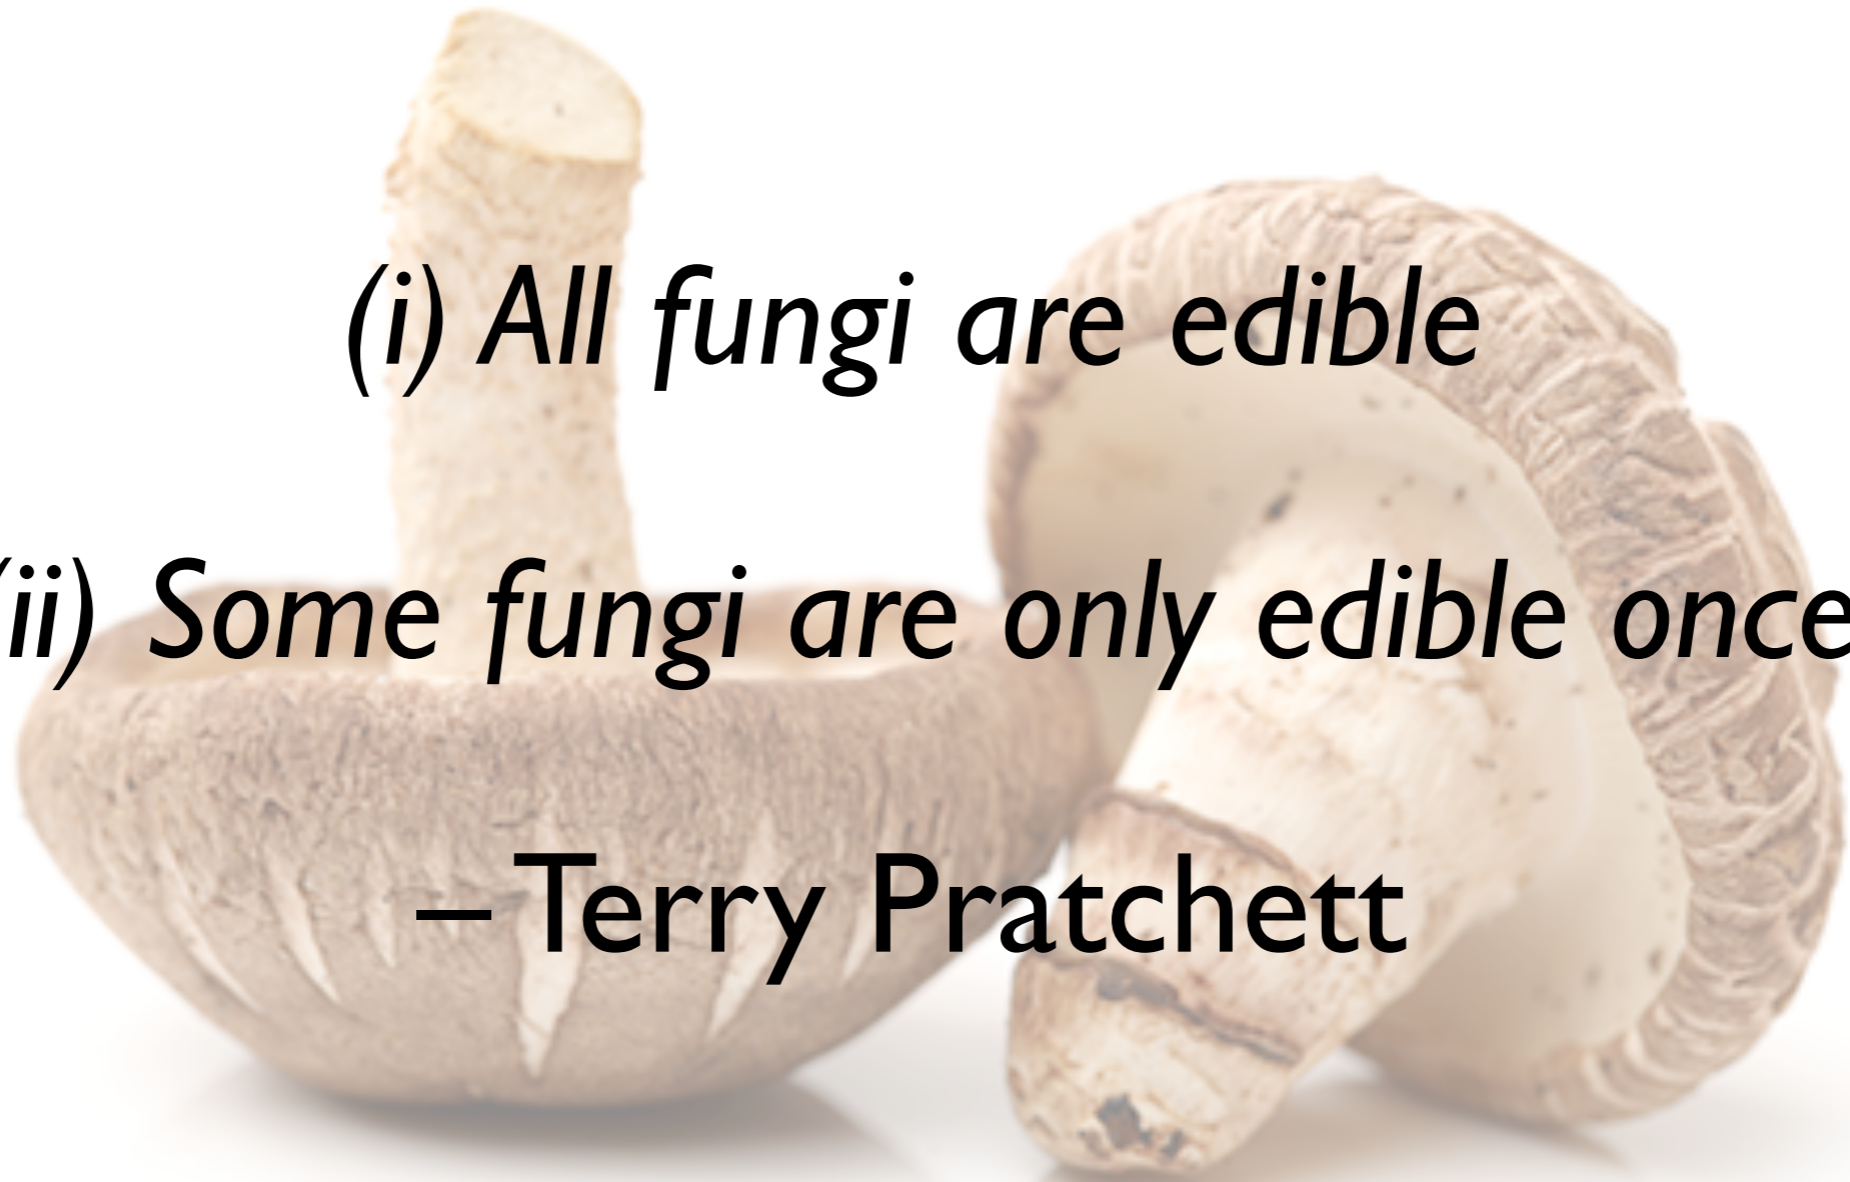 (i) All fungi are edible
(ii) Some fungi are only edible once
– Terry Pratchett